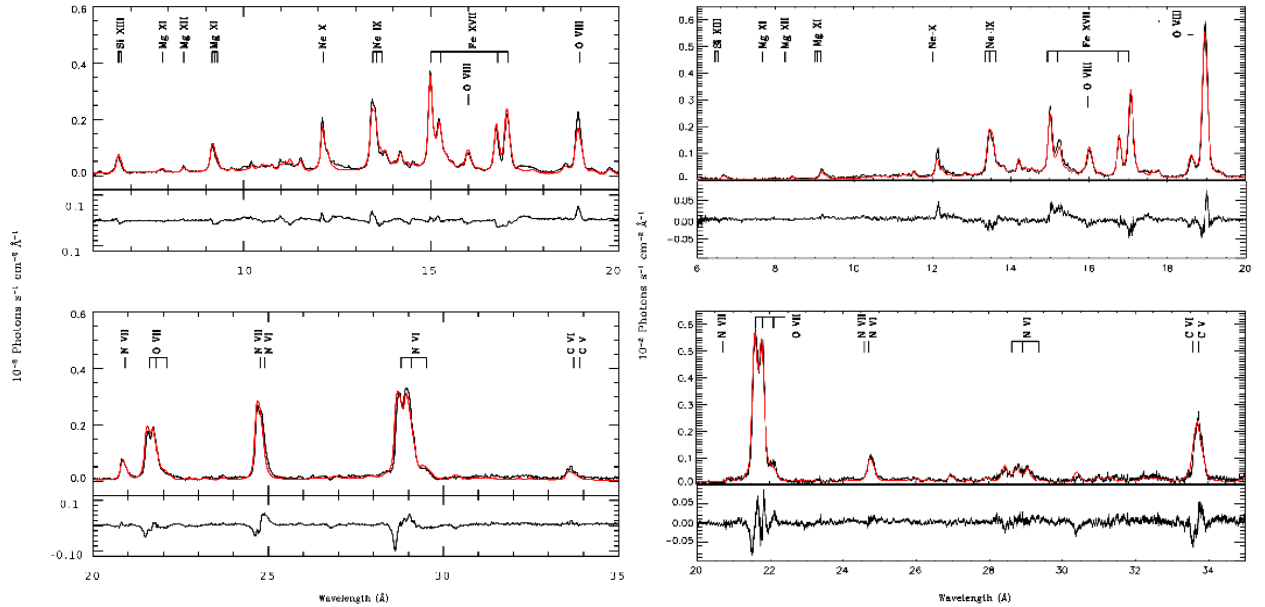 Si XIII
Mg XI
Mg XII
Mg XI
Ne X
Ne IX
Fe XVII
O VIII
O VIII
0.6
0.4
0.2
0.0
0.1
0.1
10
15
20
0.6
0.4
0.2
0.0
N VII
O VII
N VII
N VI
N VI
C VI
C V
0.1
-0.10
20
25
30
35
Wavelength (Å)
10⁻² Photons s⁻¹ cm⁻² Å⁻¹
Si XIII
Mg XI
Mg XII
Mg XI
Ne-X
Ne-IX
Fe XVII
O VIII
O VIII
0.6
0.5
0.4
0.3
0.2
0.1
0.0
0.05
0.00
-0.05
6
8
10
12
14
16
18
20
N VII
O VII
N VII
N VI
N VI
C VI
C V
0.6
0.5
0.4
0.3
0.2
0.1
0.0
0.05
0.00
-0.05
20
22
24
26
28
30
32
34
Wavelength (Å)
10⁻² Photons s⁻¹ cm⁻² Å⁻¹